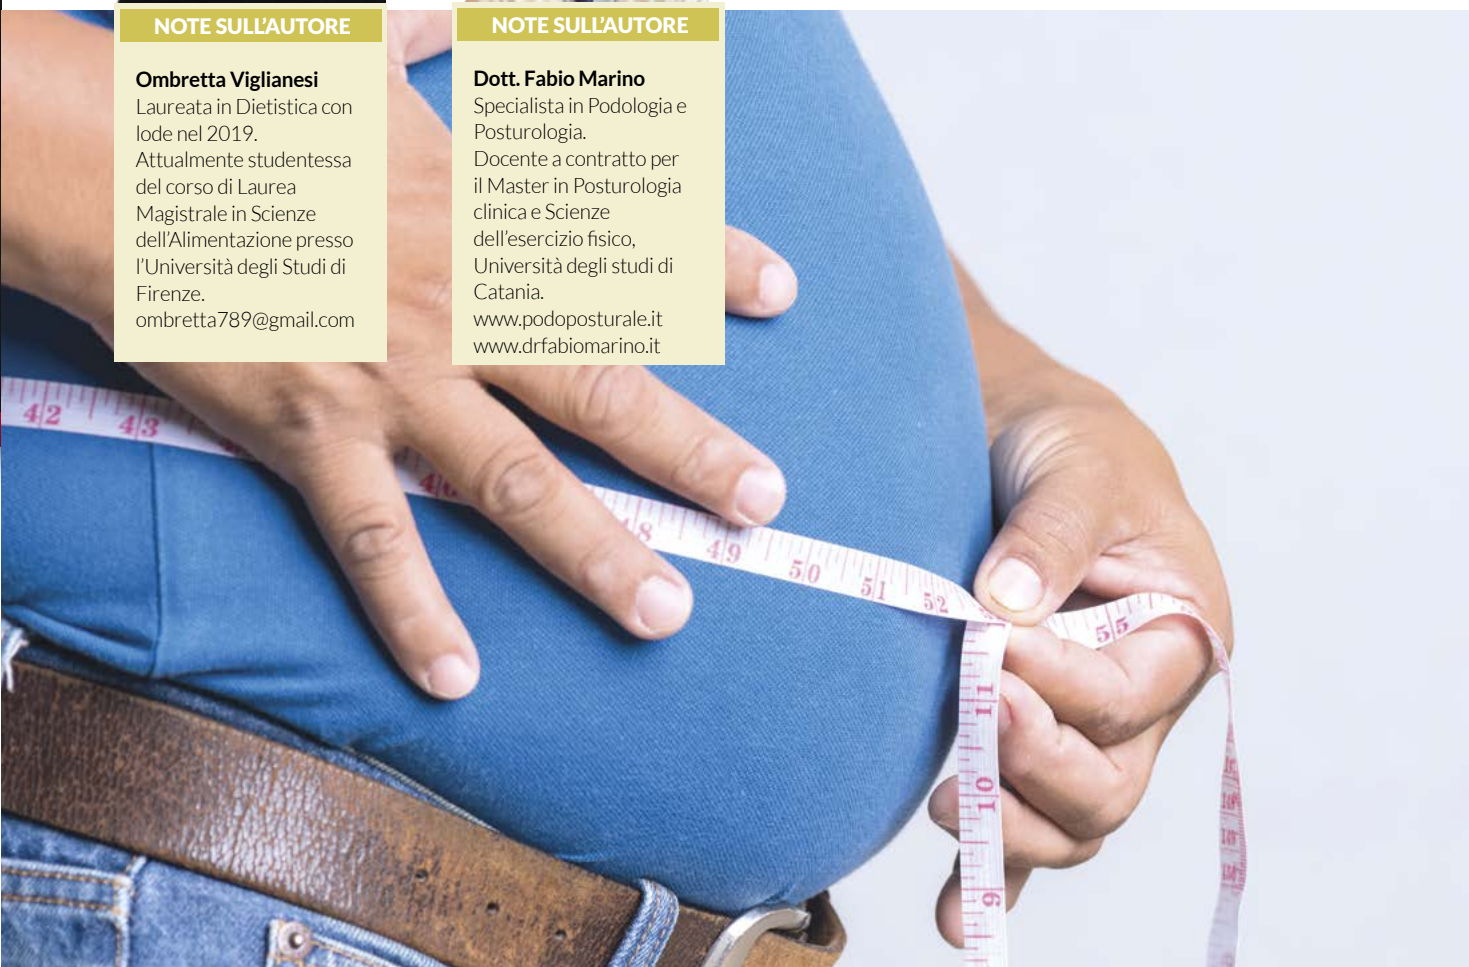 NOTE SULL'AUTORE
Ombretta Viglianesi
Laureata in Dietistica con
lode nel 2019.
Attualmente studentessa
del corso di Laurea
Magistrale in Scienze
dell'Alimentazione presso
l'Università degli Studi di
Firenze.
ombretta789@gmail.com
NOTE SULL'AUTORE
Dott. Fabio Marino
Specialista in Podologia e
Posturologia.
Docente a contratto per
il Master in Posturologia
clinica e Scienze
dell'esercizio fisico,
Università degli studi di
Catania.
www.podoposturale.it
www.drfabiomarino.it
42 43
49 50 51 52
55
11
10
9